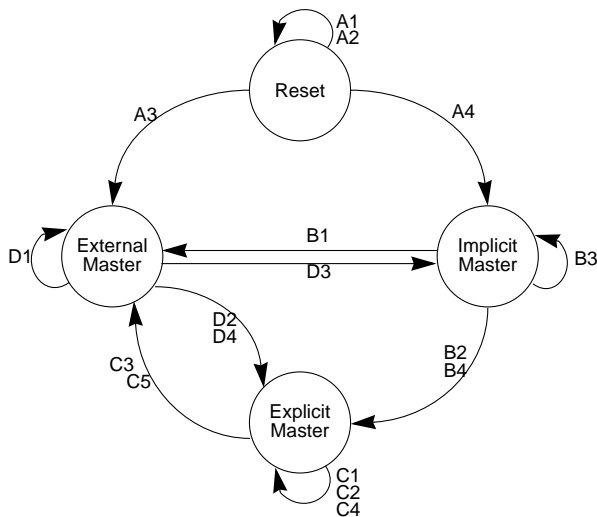 A1
A2
Reset
A3
A4
External
Master
Implicit
Master
B1
D1
B3
D3
D2
D4
B2
B4
C3
C5
Explicit
Master
C1
C2
C4